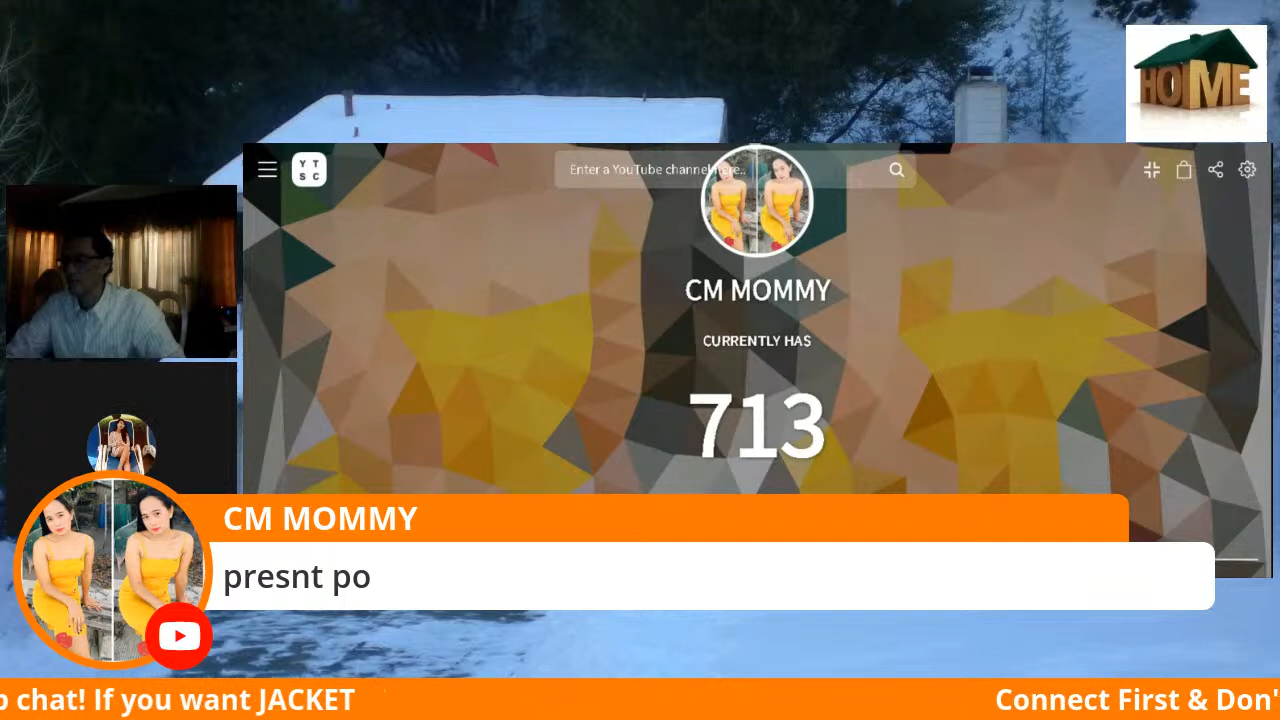 HOME
Y T
S C
Enter a YouTube channel here..
CM MOMMY
CURRENTLY HAS
713
CM MOMMY
presnt po
chat! If you want JACKET
Connect First & Don'